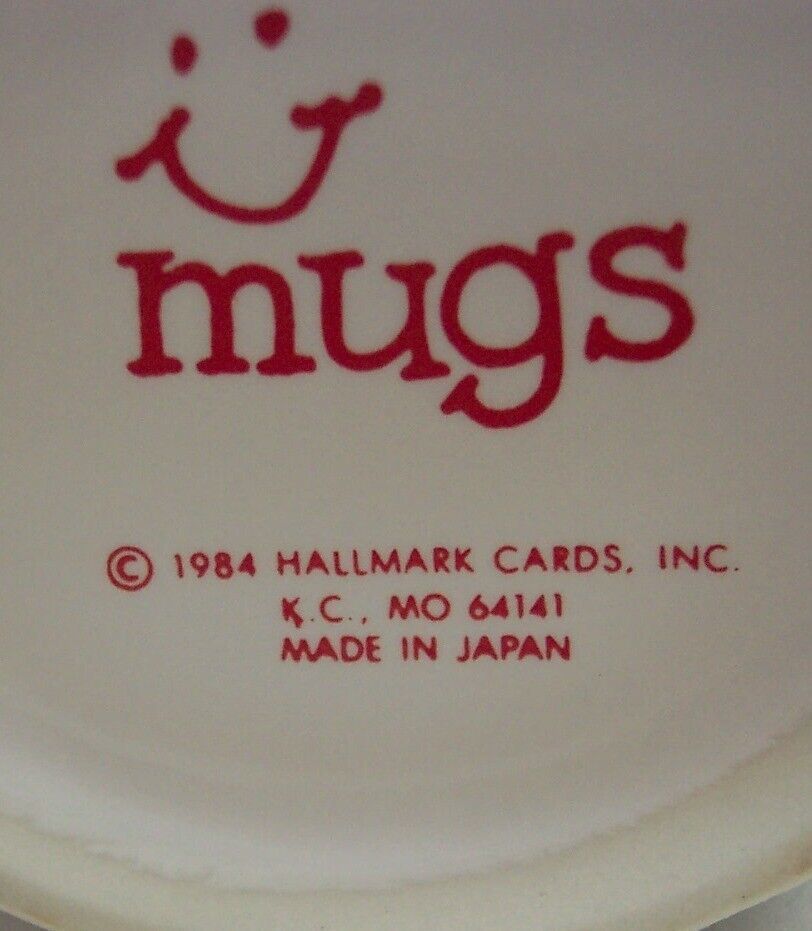 mugs
© 1984 HALLMARK CARDS, INC.
K.C., MO 64141
MADE IN JAPAN